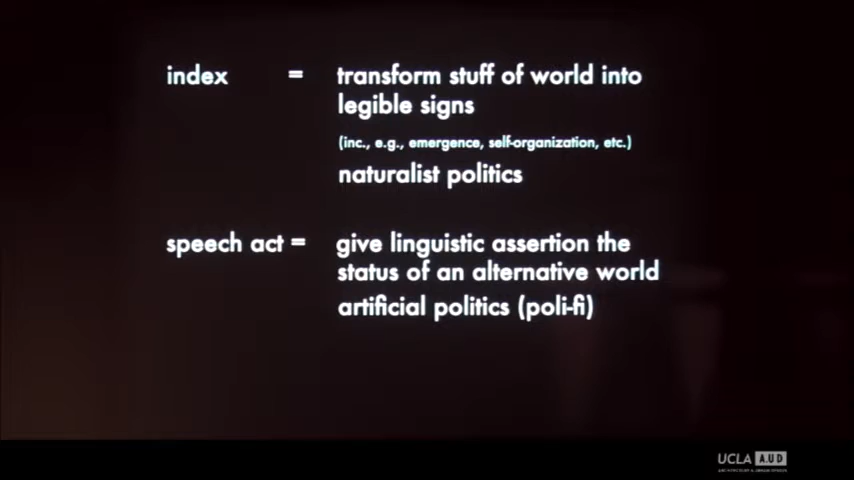 index = transform stuff of world into
legible signs
(inc., e.g., emergence, self-organization, etc.)
naturalist politics
speech act = give linguistic assertion the
status of an alternative world
artificial politics (poli-fi)
UCLA A.UD